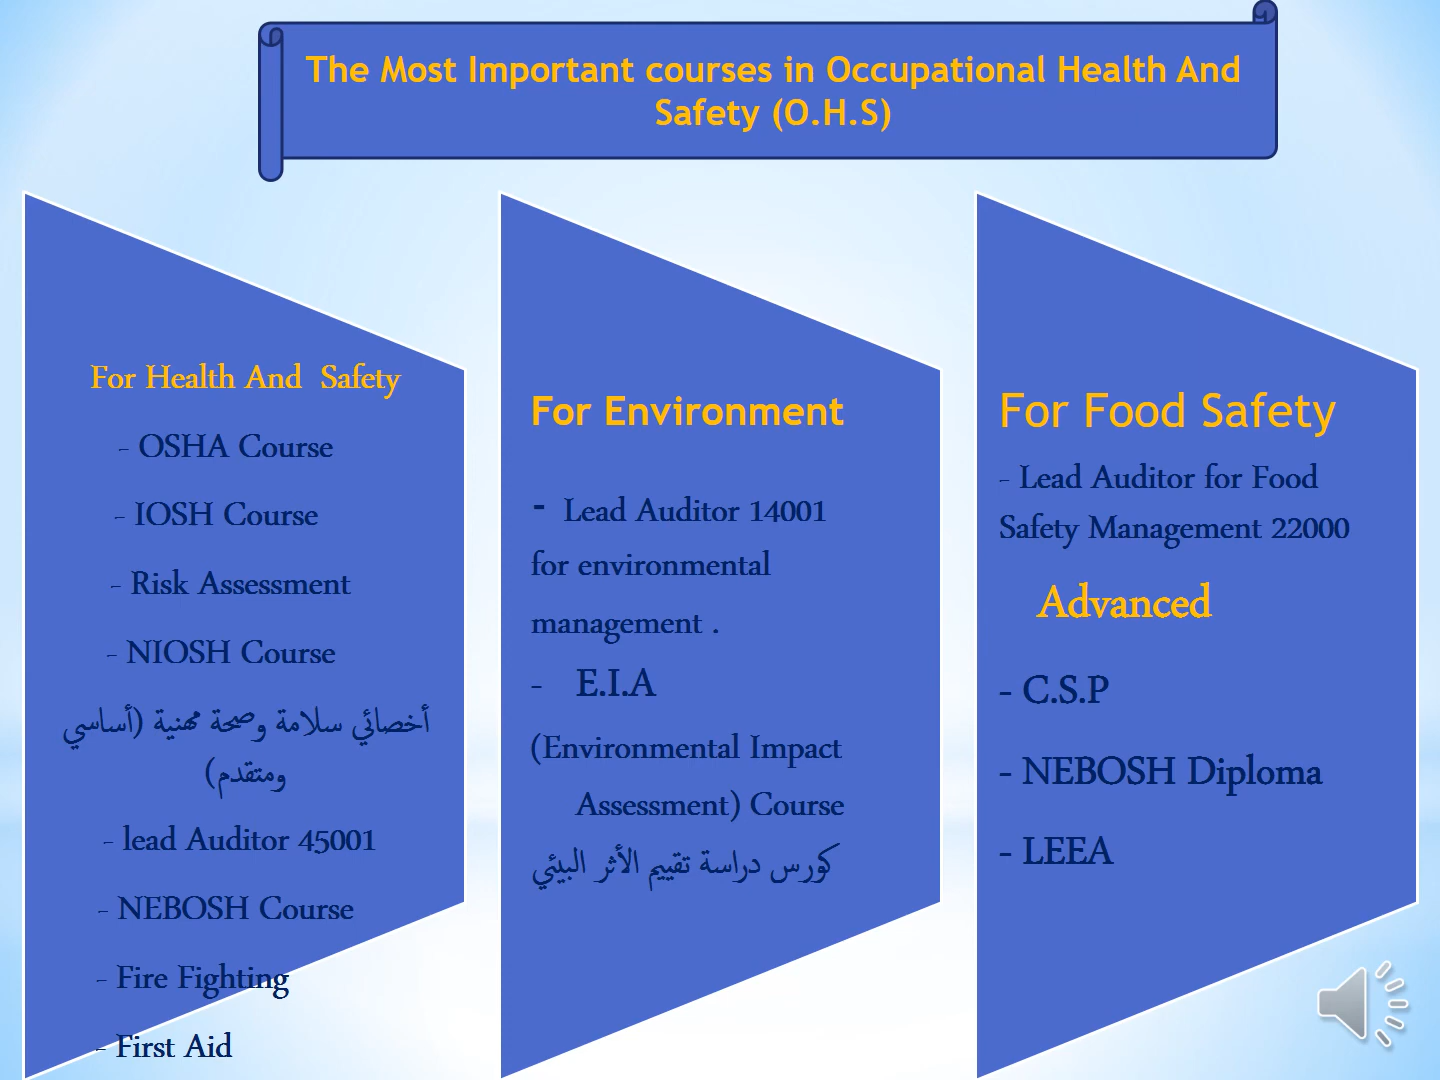 The Most Important courses in Occupational Health And
Safety (O.H.S)
For Health And Safety
- OSHA Course
- IOSH Course
- Risk Assessment
- NIOSH Course
أخصائي سلامة وصحة مهنية (أساسي
ومتقدم)
- lead Auditor 45001
- NEBOSH Course
- Fire Fighting
- First Aid
For Environment
- Lead Auditor 14001
for environmental
management .
- E.I.A
(Environmental Impact
Assessment) Course
كورس دراسة تقييم الأثر البيئي
For Food Safety
- Lead Auditor for Food
Safety Management 22000
Advanced
- C.S.P
- NEBOSH Diploma
- LEEA